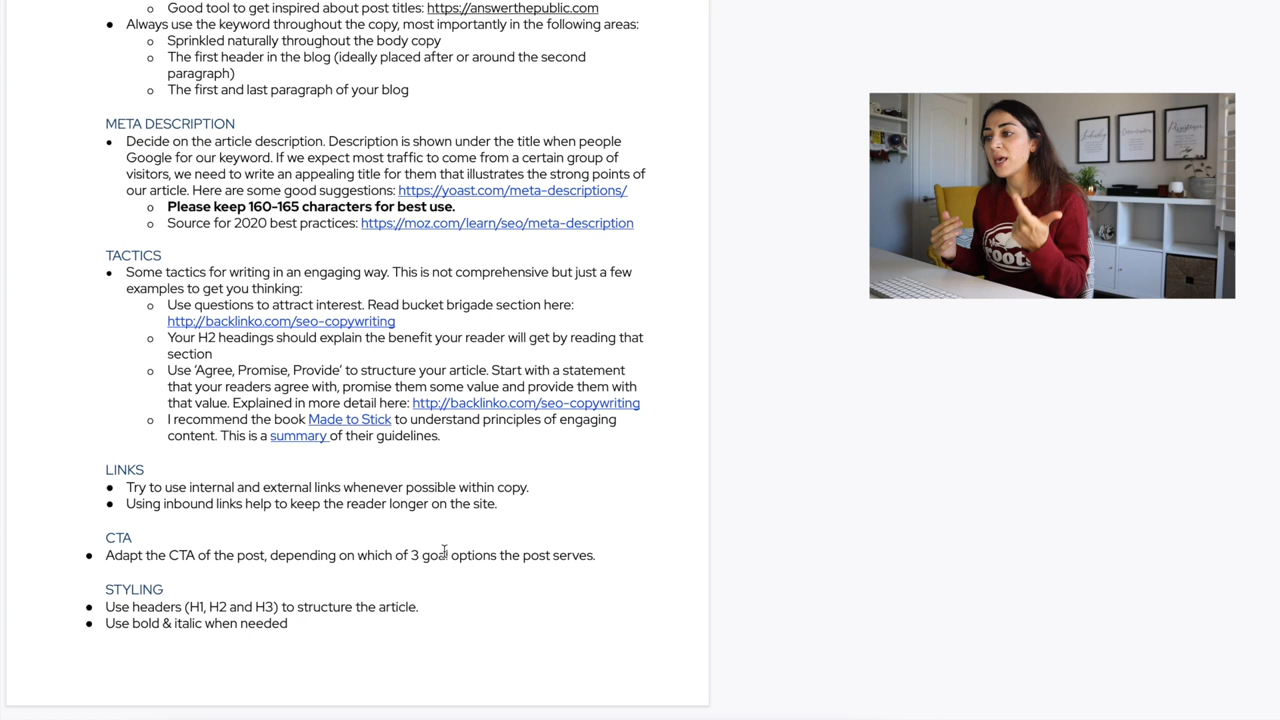 o Good tool to get inspired about post titles: https://answerthepublic.com
● Always use the keyword throughout the copy, most importantly in the following areas:
o Sprinkled naturally throughout the body copy
o The first header in the blog (ideally placed after or around the second
paragraph)
o The first and last paragraph of your blog
META DESCRIPTION
● Decide on the article description. Description is shown under the title when people
Google for our keyword. If we expect most traffic to come from a certain group of
visitors, we need to write an appealing title for them that illustrates the strong points of
our article. Here are some good suggestions: https://yoast.com/meta-descriptions/
o Please keep 160-165 characters for best use.
o Source for 2020 best practices: https://moz.com/learn/seo/meta-description
TACTICS
● Some tactics for writing in an engaging way. This is not comprehensive but just a few
examples to get you thinking:
o Use questions to attract interest. Read bucket brigade section here:
http://backlinko.com/seo-copywriting
o Your H2 headings should explain the benefit your reader will get by reading that
section
o Use ‘Agree, Promise, Provide’ to structure your article. Start with a statement
that your readers agree with, promise them some value and provide them with
that value. Explained in more detail here: http://backlinko.com/seo-copywriting
o I recommend the book Made to Stick to understand principles of engaging
content. This is a summary of their guidelines.
LINKS
● Try to use internal and external links whenever possible within copy.
● Using inbound links help to keep the reader longer on the site.
CTA
● Adapt the CTA of the post, depending on which of 3 goal options the post serves.
STYLING
● Use headers (H1, H2 and H3) to structure the article.
● Use bold & italic when needed
roots